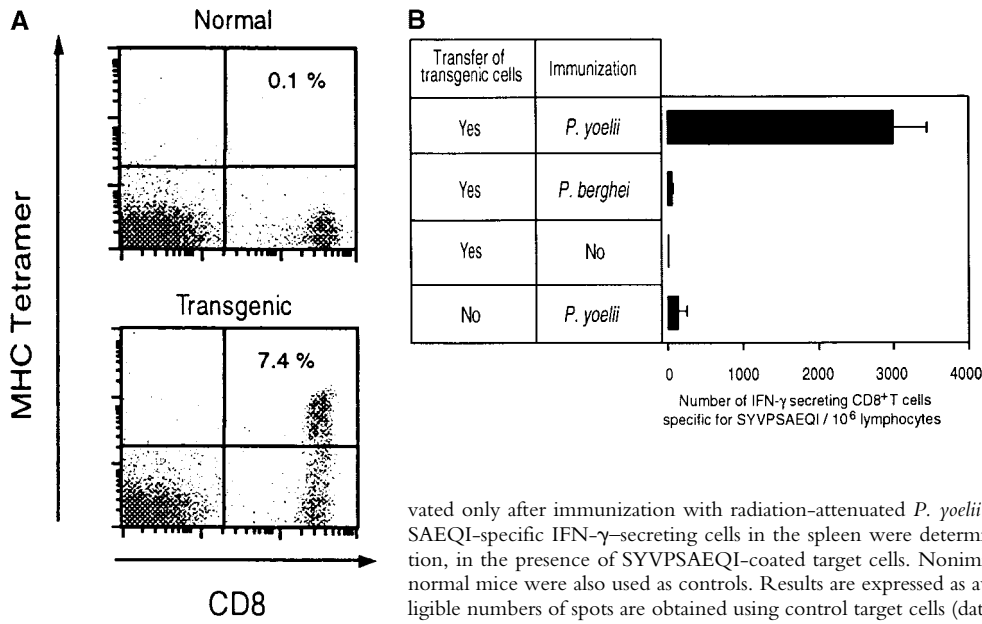 A
Normal
0.1 %
Transgenic
7.4 %
MHC Tetramer
CD8
B
Transfer of transgenic cells | Immunization
Yes | P. yoelii
Yes | P. berghei
Yes | No
No | P. yoelii
0 1000 2000 3000 4000
Number of IFN-γ secreting CD8+ T cells
specific for SYVPSAEQI / 10⁶ lymphocytes
vated only after immunization with radiation-attenuated P. yoelii
SAEQI-specific IFN-γ–secreting cells in the spleen were determi
tion, in the presence of SYVPSAEQI-coated target cells. Nonim
normal mice were also used as controls. Results are expressed as a
ligible numbers of spots are obtained using control target cells (dat